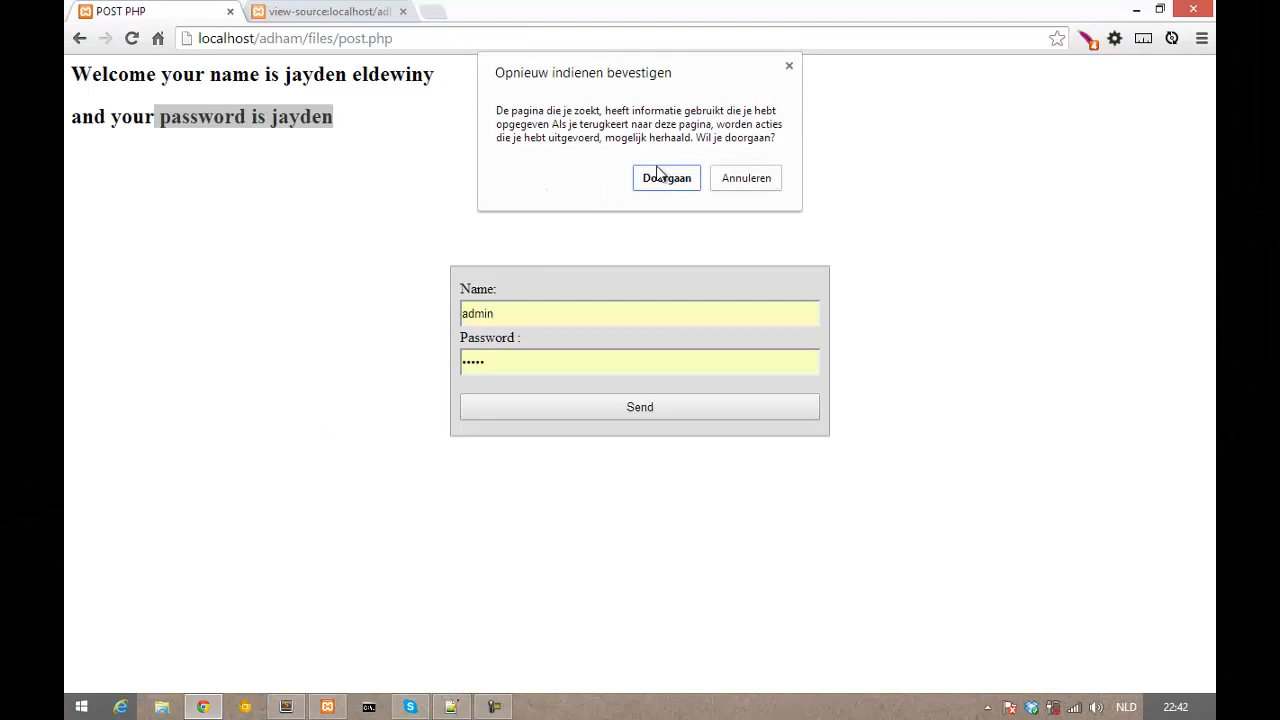 POST PHP
view-source:localhost/ad
localhost/adham/files/post.php
Welcome your name is jayden eldewiny
and your password is jayden
Opnieuw indienen bevestigen
De pagina die je zoekt, heeft informatie gebruikt die je hebt
opgegeven Als je terugkeert naar deze pagina, worden acties
die je hebt uitgevoerd, mogelijk herhaald. Wil je doorgaan?
Doorgaan
Annuleren
Name:
admin
Password :
•••••
Send
NLD
22:42